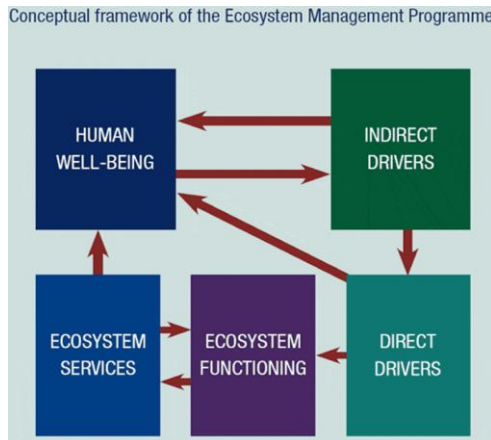 Conceptual framework of the Ecosystem Management Programme
HUMAN
WELL-BEING
INDIRECT
DRIVERS
ECOSYSTEM
SERVICES
ECOSYSTEM
FUNCTIONING
DIRECT
DRIVERS